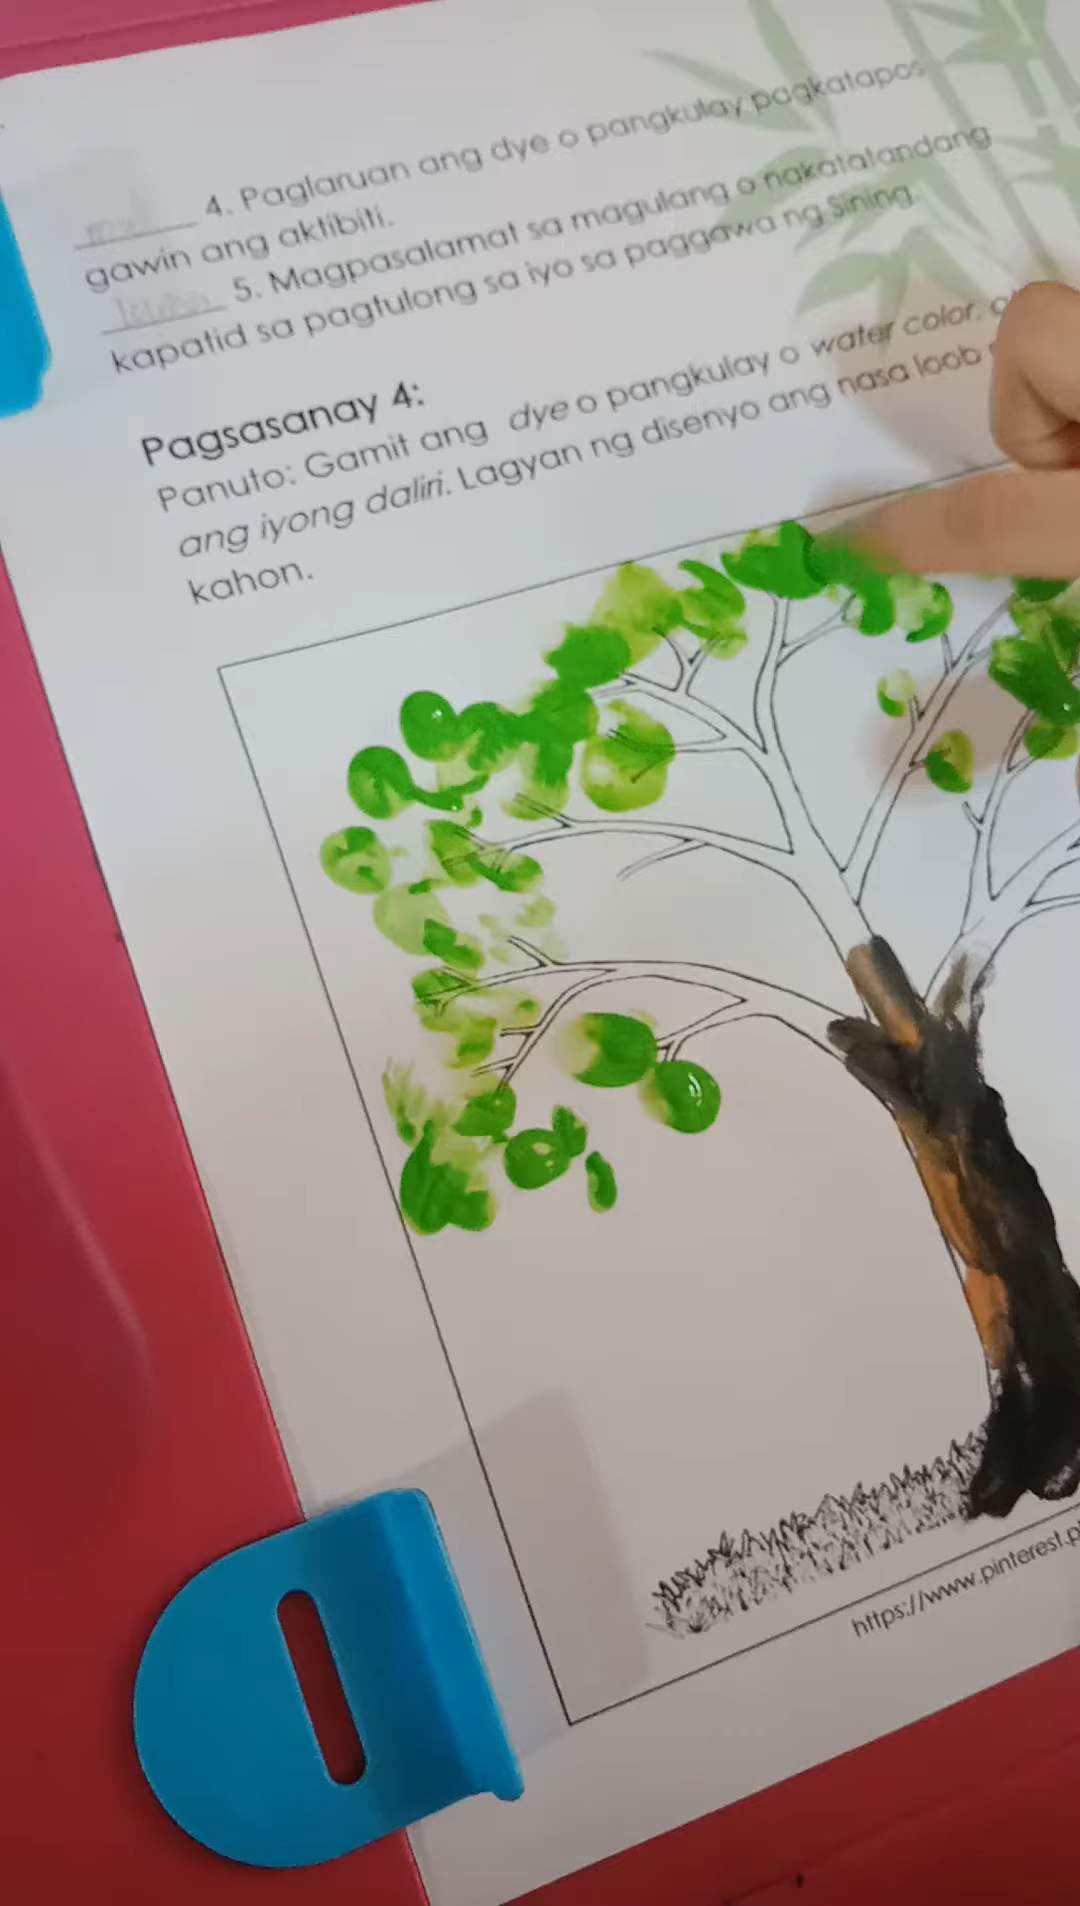 4. Paglaruan ang dye o pangkulay pagkatapos
gawin ang aktibiti.
5. Magpasalamat sa magulang o nakatatandang
kapatid sa pagtulong sa iyo sa paggawa ng Sining.
Pagsasanay 4:
Panuto: Gamit ang dye o pangkulay o water color, at
ang iyong daliri. Lagyan ng disenyo ang nasa loob
kahon.
https://www.pinterest.p